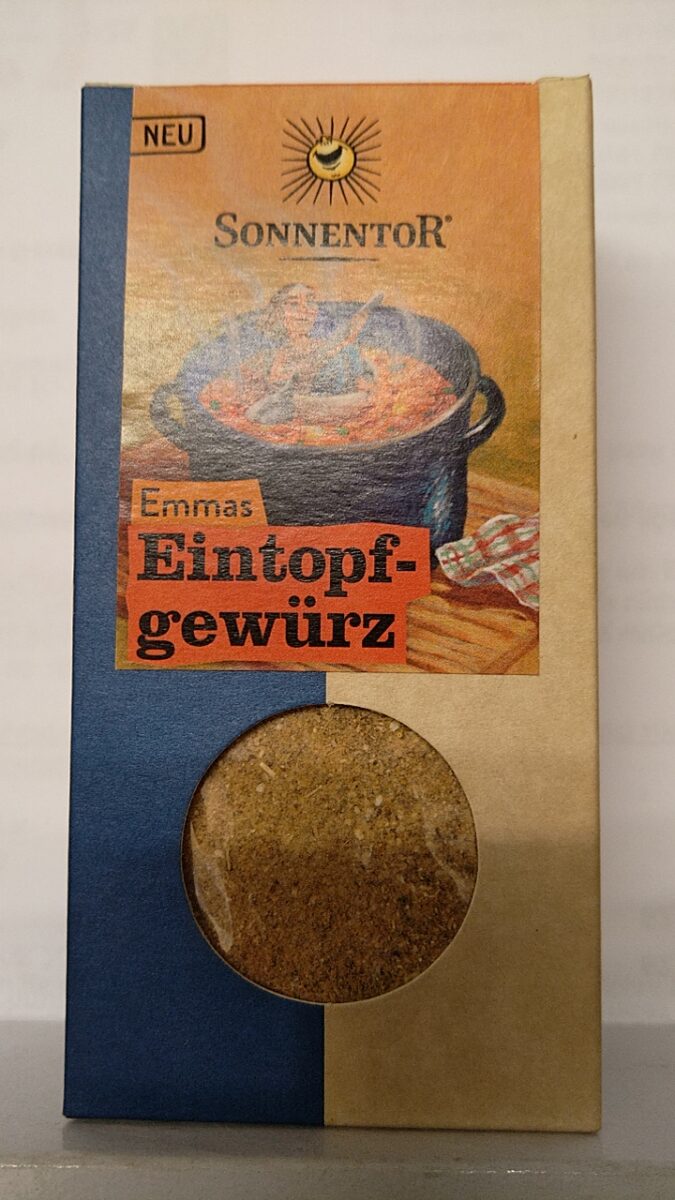 NEU
SONNENTOR®
Emmas
Eintopf-
gewürz